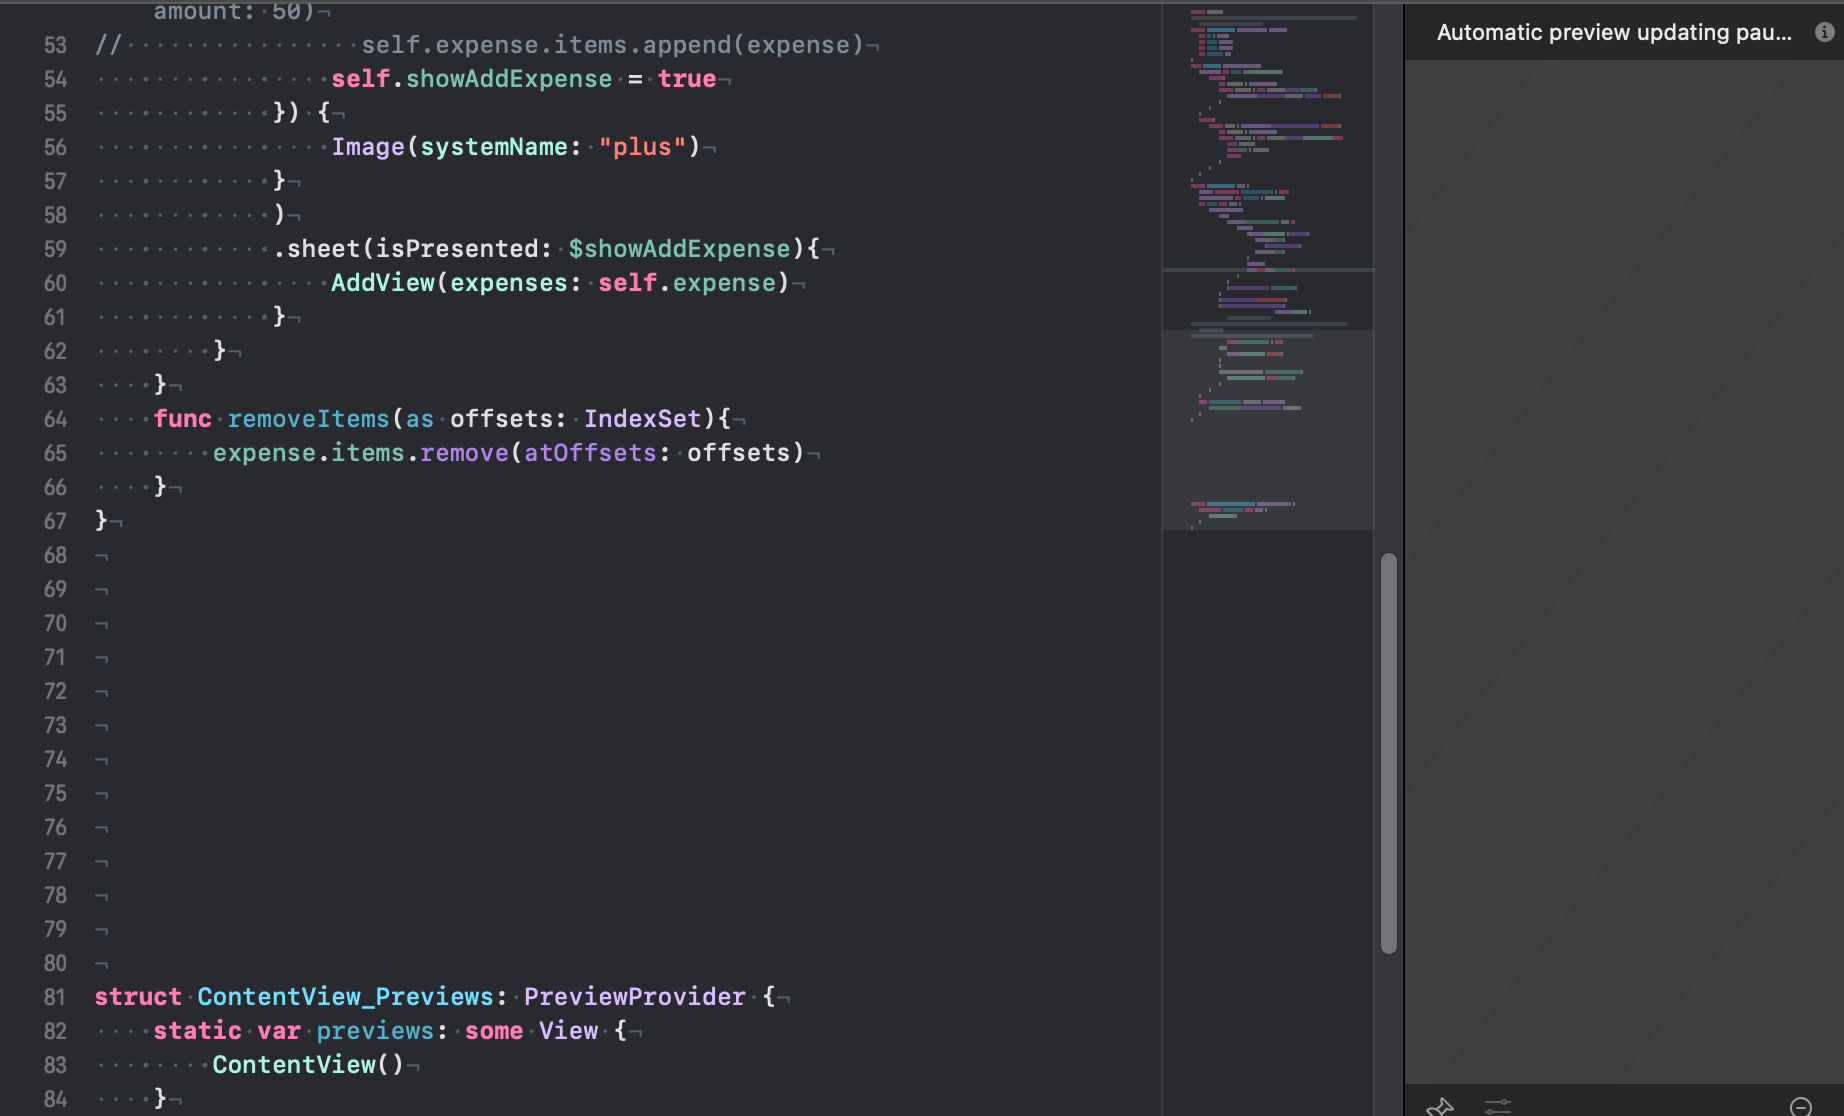 amount: 50)¬
53 //················self.expense.items.append(expense)¬
54 ················self.showAddExpense·=·true¬
55 ············})·{¬
56 ················Image(systemName:·"plus")¬
57 ············}¬
58 ············)¬
59 ············.sheet(isPresented:·$showAddExpense){¬
60 ················AddView(expenses:·self.expense)¬
61 ············}¬
62 ········}¬
63 ····}¬
64 ····func·removeItems(as·offsets:·IndexSet){¬
65 ········expense.items.remove(atOffsets:·offsets)¬
66 ····}¬
67 }¬
68 ¬
69 ¬
70 ¬
71 ¬
72 ¬
73 ¬
74 ¬
75 ¬
76 ¬
77 ¬
78 ¬
79 ¬
80 ¬
81 struct·ContentView_Previews:·PreviewProvider·{¬
82 ····static·var·previews:·some·View·{¬
83 ········ContentView()¬
84 ····}¬
Automatic preview updating pau...